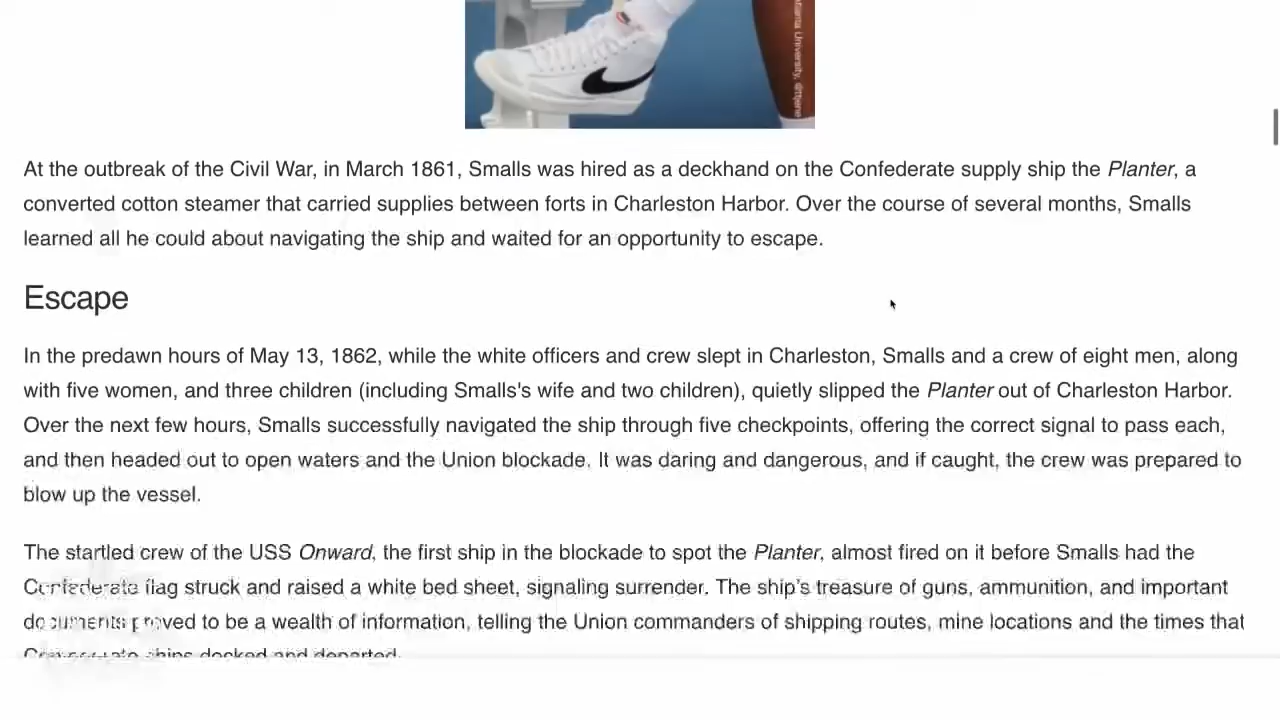 Atlanta University, @ttjene
At the outbreak of the Civil War, in March 1861, Smalls was hired as a deckhand on the Confederate supply ship the Planter, a
converted cotton steamer that carried supplies between forts in Charleston Harbor. Over the course of several months, Smalls
learned all he could about navigating the ship and waited for an opportunity to escape.
Escape
In the predawn hours of May 13, 1862, while the white officers and crew slept in Charleston, Smalls and a crew of eight men, along
with five women, and three children (including Smalls's wife and two children), quietly slipped the Planter out of Charleston Harbor.
Over the next few hours, Smalls successfully navigated the ship through five checkpoints, offering the correct signal to pass each,
and then headed out to open waters and the Union blockade. It was daring and dangerous, and if caught, the crew was prepared to
blow up the vessel.
The startled crew of the USS Onward, the first ship in the blockade to spot the Planter, almost fired on it before Smalls had the
Confederate flag struck and raised a white bed sheet, signaling surrender. The ship's treasure of guns, ammunition, and important
documents proved to be a wealth of information, telling the Union commanders of shipping routes, mine locations and the times that
Confederate ships docked and departed.